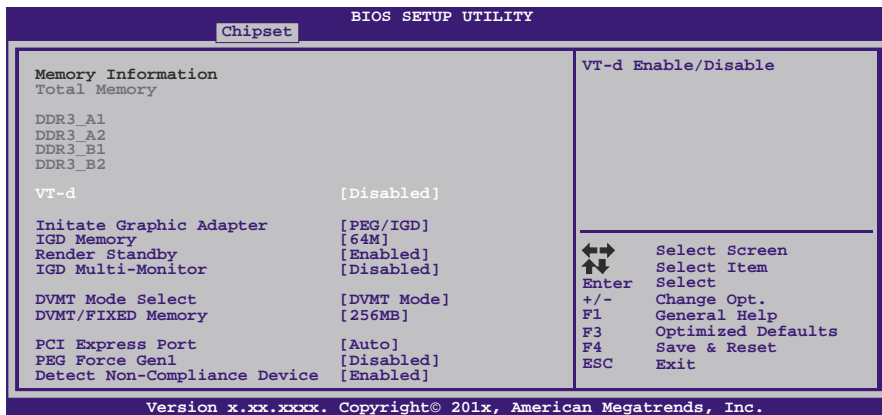 BIOS SETUP UTILITY
Chipset
Memory Information
Total Memory
DDR3_A1
DDR3_A2
DDR3_B1
DDR3_B2
VT-d [Disabled]
Initate Graphic Adapter [PEG/IGD]
IGD Memory [64M]
Render Standby [Enabled]
IGD Multi-Monitor [Disabled]
DVMT Mode Select [DVMT Mode]
DVMT/FIXED Memory [256MB]
PCI Express Port [Auto]
PEG Force Gen1 [Disabled]
Detect Non-Compliance Device [Enabled]
VT-d Enable/Disable
Select Screen
Select Item
Enter Select
+/- Change Opt.
F1 General Help
F3 Optimized Defaults
F4 Save & Reset
ESC Exit
Version x.xx.xxxx. Copyright© 201x, American Megatrends, Inc.